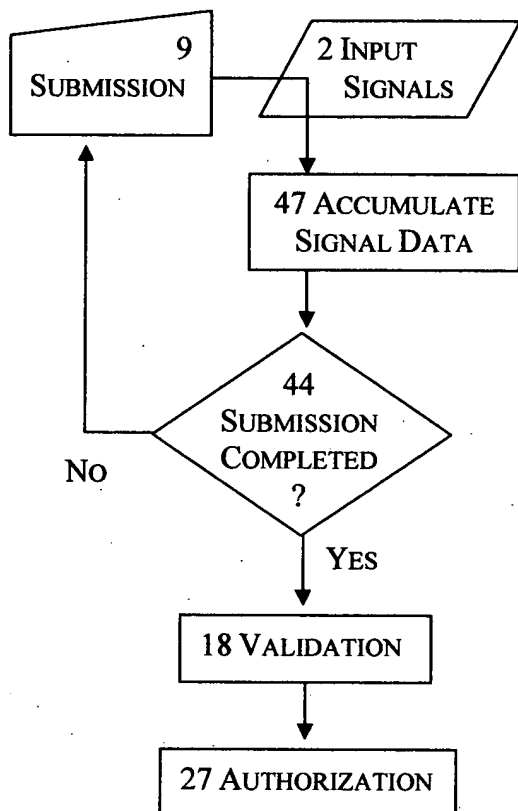 9
SUBMISSION
2 INPUT
SIGNALS
47 ACCUMULATE
SIGNAL DATA
44
SUBMISSION
COMPLETED
?
NO
YES
18 VALIDATION
27 AUTHORIZATION